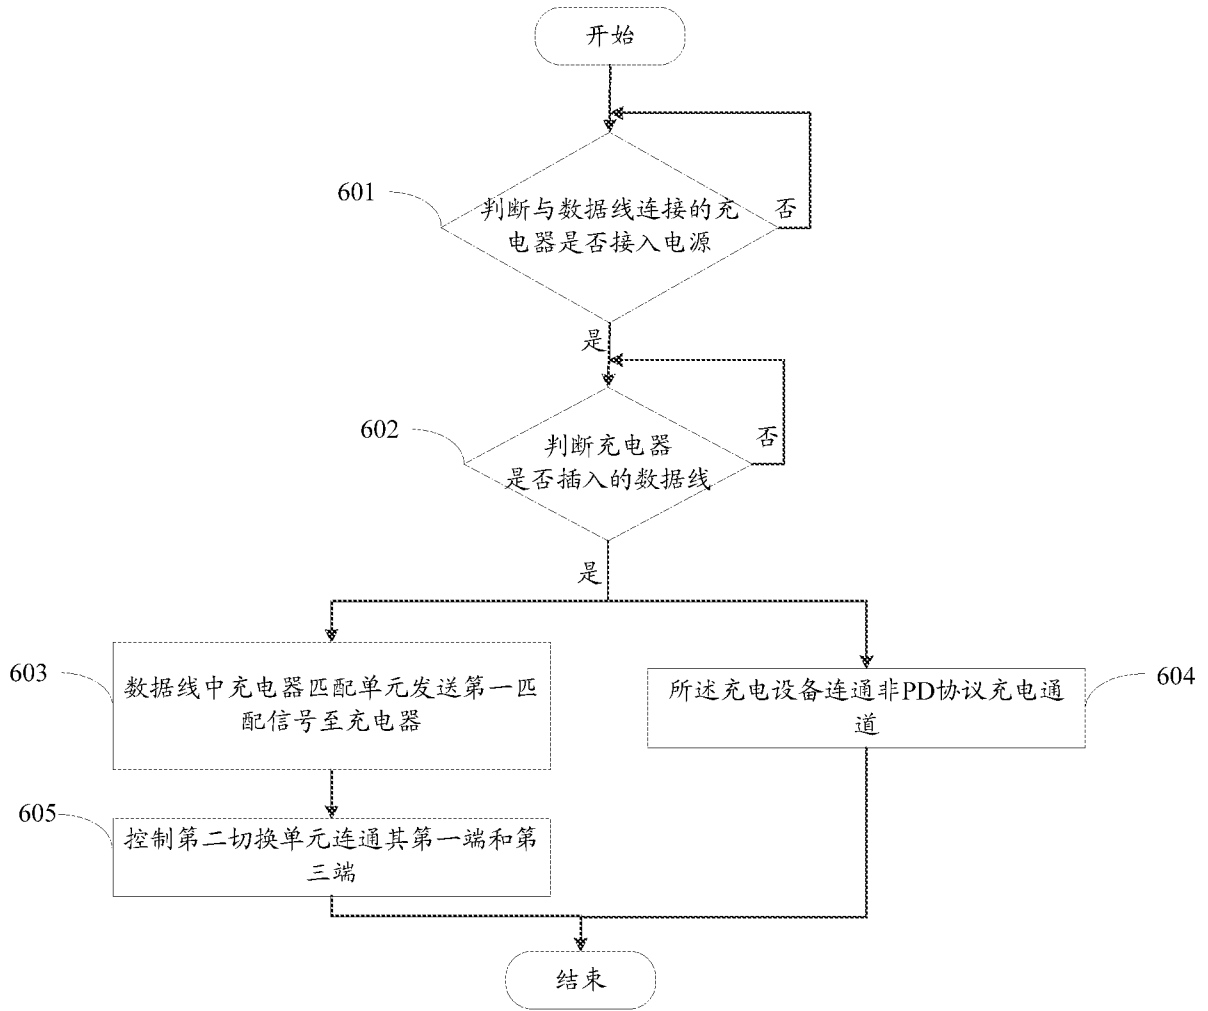 开始
601
判断与数据线连接的充
电器是否接入电源
否
是
602
判断充电器
是否插入的数据线
否
是
603
数据线中充电器匹配单元发送第一匹
配信号至充电器
所述充电设备连通非PD协议充电通
道
604
605
控制第二切换单元连通其第一端和第
三端
结束